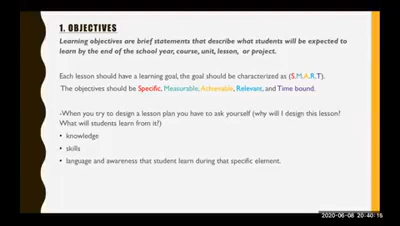 1. OBJECTIVES
Learning objectives are brief statements that describe what students will be expected to
learn by the end of the school year, course, unit, lesson, or project.
Each lesson should have a learning goal, the goal should be characterized as (S.M.A.R.T).
The objectives should be Specific, Measurable, Achievable, Relevant, and Time bound.
-When you try to design a lesson plan you have to ask yourself (why will I design this lesson?
What will students learn from it?)
• knowledge
• skills
• language and awareness that student learn during that specific element.
2020-06-08 20:40:15